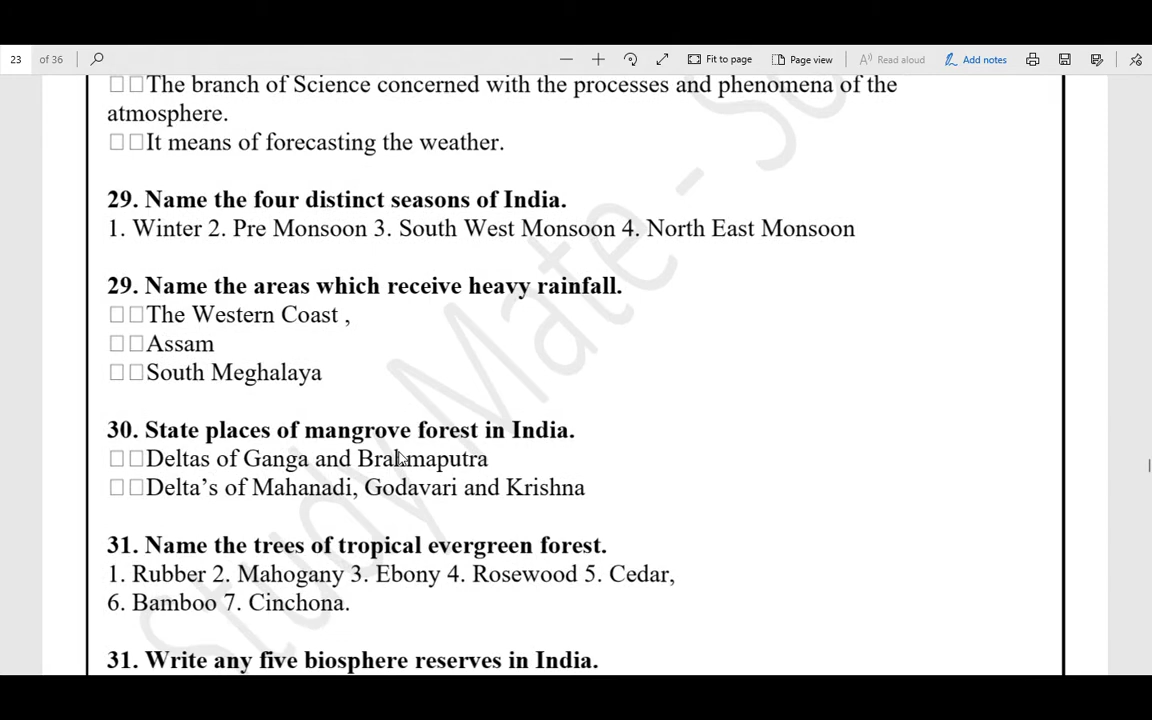 23 of 36 Fit to page Page view Read aloud Add notes
□□The branch of Science concerned with the processes and phenomena of the
atmosphere.
□□It means of forecasting the weather.
29. Name the four distinct seasons of India.
1. Winter 2. Pre Monsoon 3. South West Monsoon 4. North East Monsoon
29. Name the areas which receive heavy rainfall.
□□The Western Coast ,
□□Assam
□□South Meghalaya
30. State places of mangrove forest in India.
□□Deltas of Ganga and Brahmaputra
□□Delta’s of Mahanadi, Godavari and Krishna
31. Name the trees of tropical evergreen forest.
1. Rubber 2. Mahogany 3. Ebony 4. Rosewood 5. Cedar,
6. Bamboo 7. Cinchona.
31. Write any five biosphere reserves in India.
Study Mate - So